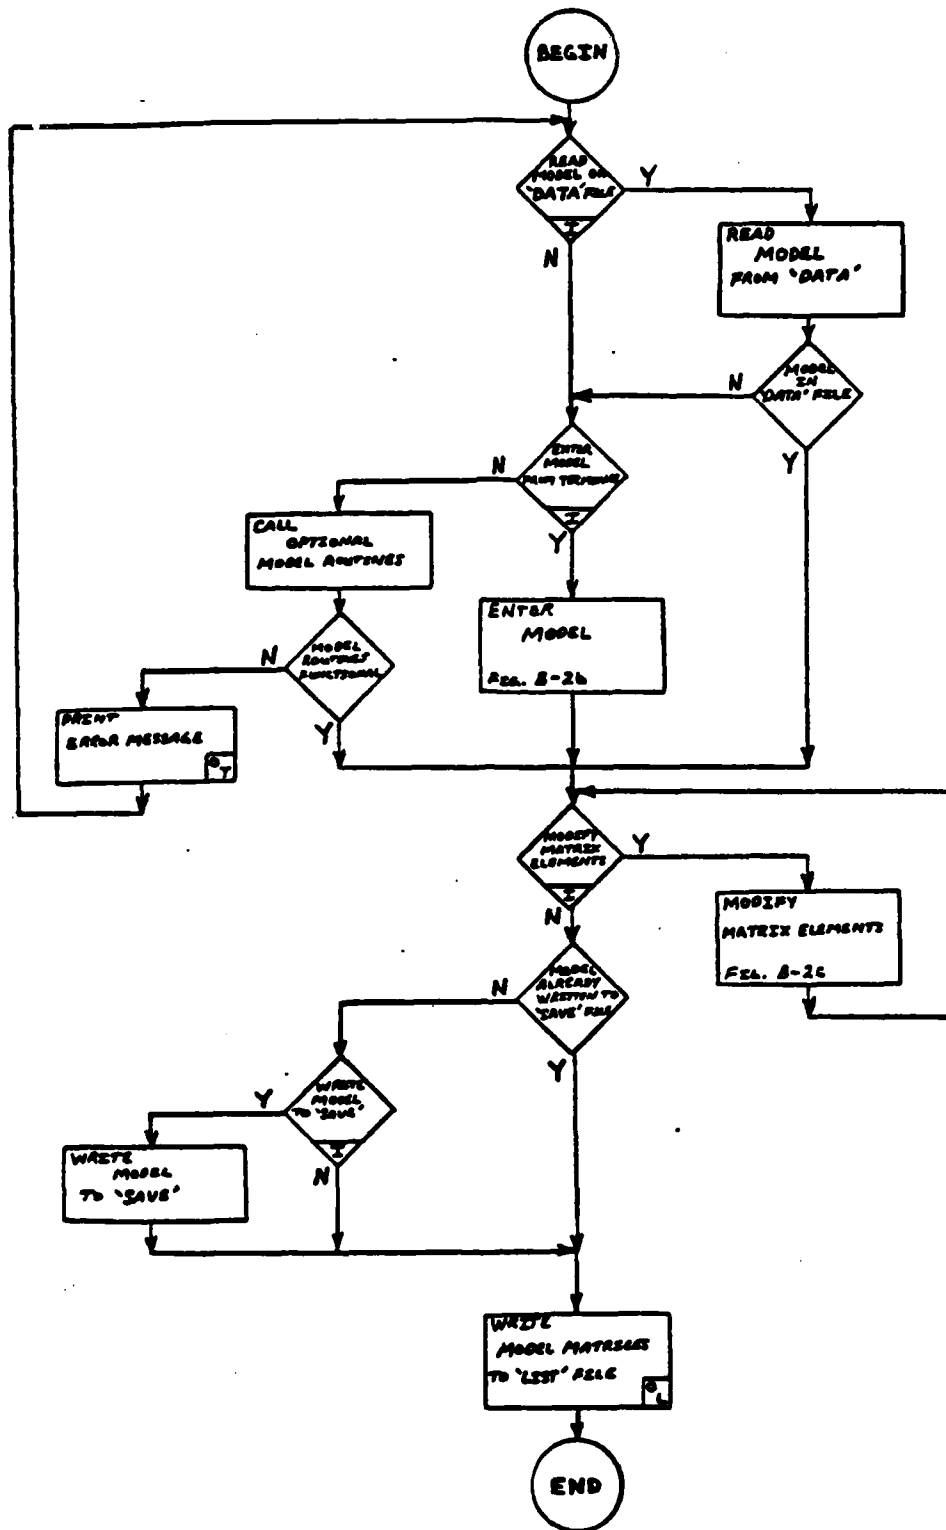 BEGIN
READ
MODEL ON
'DATA' FILE
I
Y
N
READ
MODEL
FROM 'DATA'
MODEL
IN
'DATA' FILE
N
Y
ENTER
MODEL
FROM TERMINAL
I
N
Y
CALL
OPTIONAL
MODEL ROUTINES
ENTER
MODEL
FIG. B-2b
MODEL
ROUTINES
FUNCTIONAL
N
Y
PRINT
ERROR MESSAGE
O T
MODIFY
MATRIX
ELEMENTS
I
Y
N
MODIFY
MATRIX ELEMENTS
FIG. B-2c
MODEL
ALREADY
WRITTON TO
'SAVE' FILE
N
Y
WRITE
MODEL
TO 'SAVE'
I
Y
N
WRITE
MODEL
TO 'SAVE'
WRITE
MODEL MATRICES
TO 'LIST' FILE
O L
END